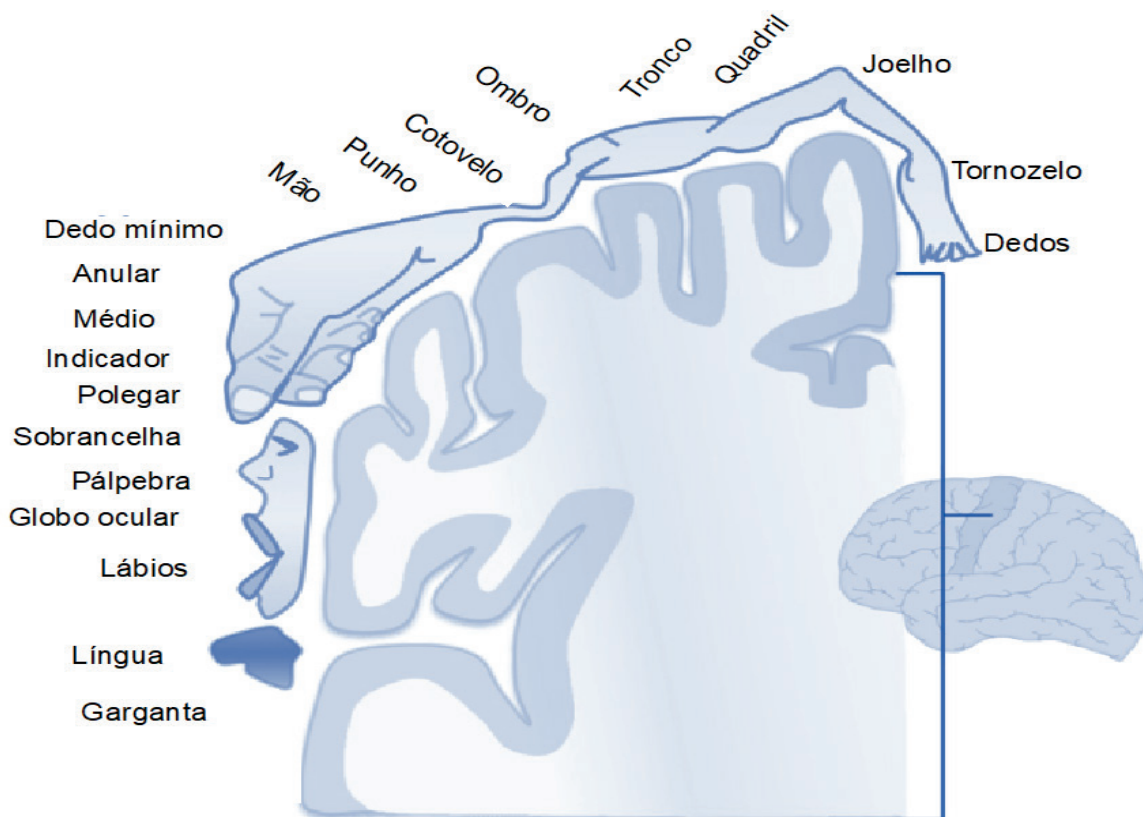 Ombro
Tronco
Quadril
Joelho
Cotovelo
Punho
Mão
Tornozelo
Dedo mínimo
Dedos
Anular
Médio
Indicador
Polegar
Sobrancelha
Pálpebra
Globo ocular
Lábios
Língua
Garganta